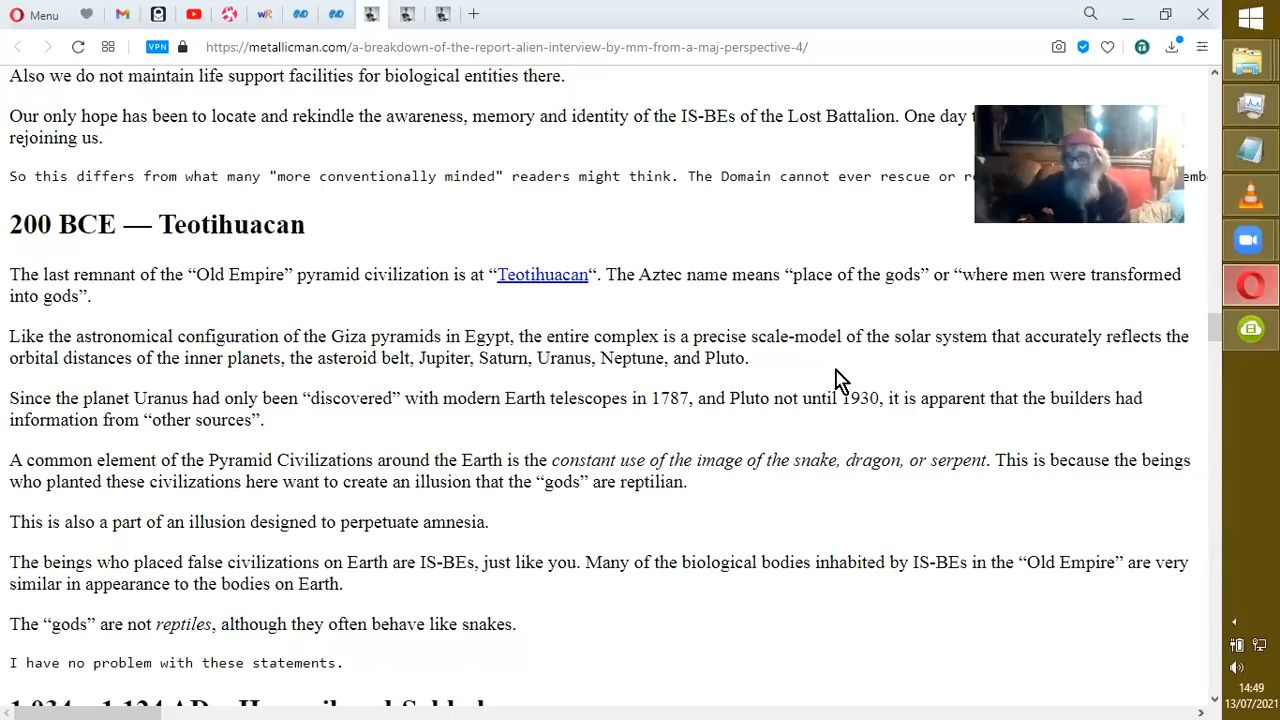 Menu
wR
VPN
https://metallicman.com/a-breakdown-of-the-report-alien-interview-by-mm-from-a-maj-perspective-4/
Also we do not maintain life support facilities for biological entities there.
Our only hope has been to locate and rekindle the awareness, memory and identity of the IS-BEs of the Lost Battalion. One day
rejoining us.
So this differs from what many "more conventionally minded" readers might think. The Domain cannot ever rescue or
200 BCE — Teotihuacan
The last remnant of the “Old Empire” pyramid civilization is at “Teotihuacan“. The Aztec name means “place of the gods” or “where men were transformed
into gods”.
Like the astronomical configuration of the Giza pyramids in Egypt, the entire complex is a precise scale-model of the solar system that accurately reflects the
orbital distances of the inner planets, the asteroid belt, Jupiter, Saturn, Uranus, Neptune, and Pluto.
Since the planet Uranus had only been “discovered” with modern Earth telescopes in 1787, and Pluto not until 1930, it is apparent that the builders had
information from “other sources”.
A common element of the Pyramid Civilizations around the Earth is the constant use of the image of the snake, dragon, or serpent. This is because the beings
who planted these civilizations here want to create an illusion that the “gods” are reptilian.
This is also a part of an illusion designed to perpetuate amnesia.
The beings who placed false civilizations on Earth are IS-BEs, just like you. Many of the biological bodies inhabited by IS-BEs in the “Old Empire” are very
similar in appearance to the bodies on Earth.
The “gods” are not reptiles, although they often behave like snakes.
I have no problem with these statements.
14:49
13/07/2021